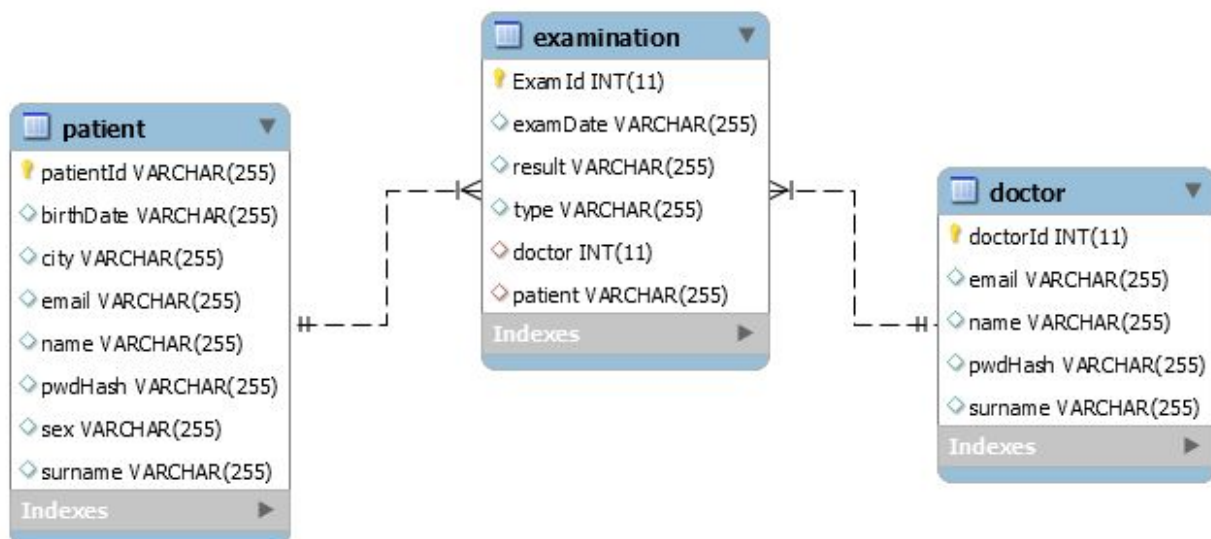 patient
patientId VARCHAR(255)
birthDate VARCHAR(255)
city VARCHAR(255)
email VARCHAR(255)
name VARCHAR(255)
pwdHash VARCHAR(255)
sex VARCHAR(255)
surname VARCHAR(255)
Indexes
examination
ExamId INT(11)
examDate VARCHAR(255)
result VARCHAR(255)
type VARCHAR(255)
doctor INT(11)
patient VARCHAR(255)
Indexes
doctor
doctorId INT(11)
email VARCHAR(255)
name VARCHAR(255)
pwdHash VARCHAR(255)
surname VARCHAR(255)
Indexes